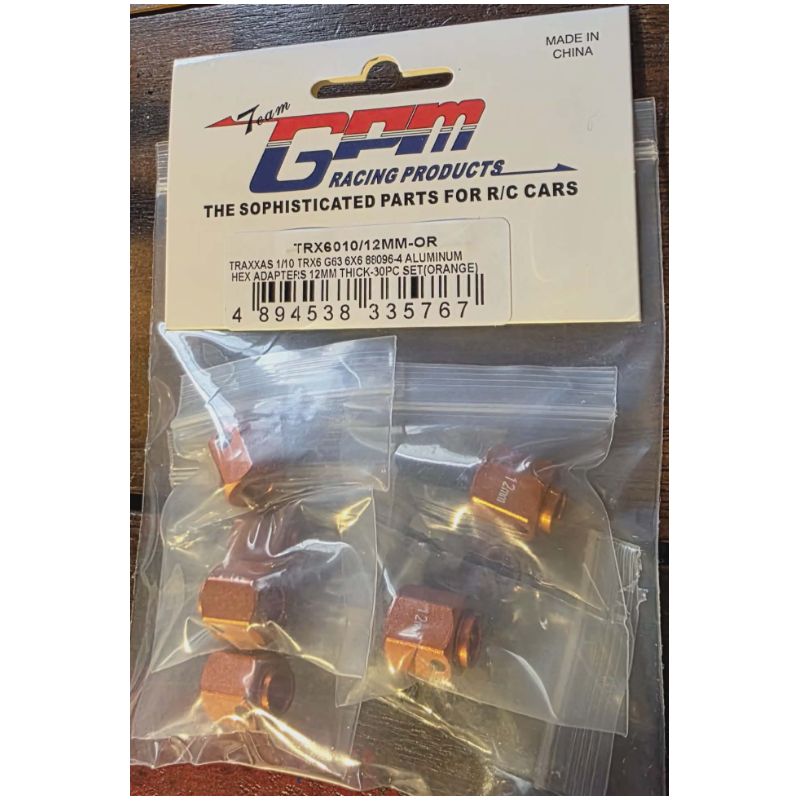 MADE IN
CHINA
Team
GPM
RACING PRODUCTS
THE SOPHISTICATED PARTS FOR R/C CARS
TRX6010/12MM-OR
TRAXXAS 1/10 TRX6 G63 6X6 88096-4 ALUMINUM
HEX ADAPTERS 12MM THICK-30PC SET(ORANGE)
4 894538 335767
12mm
12mm